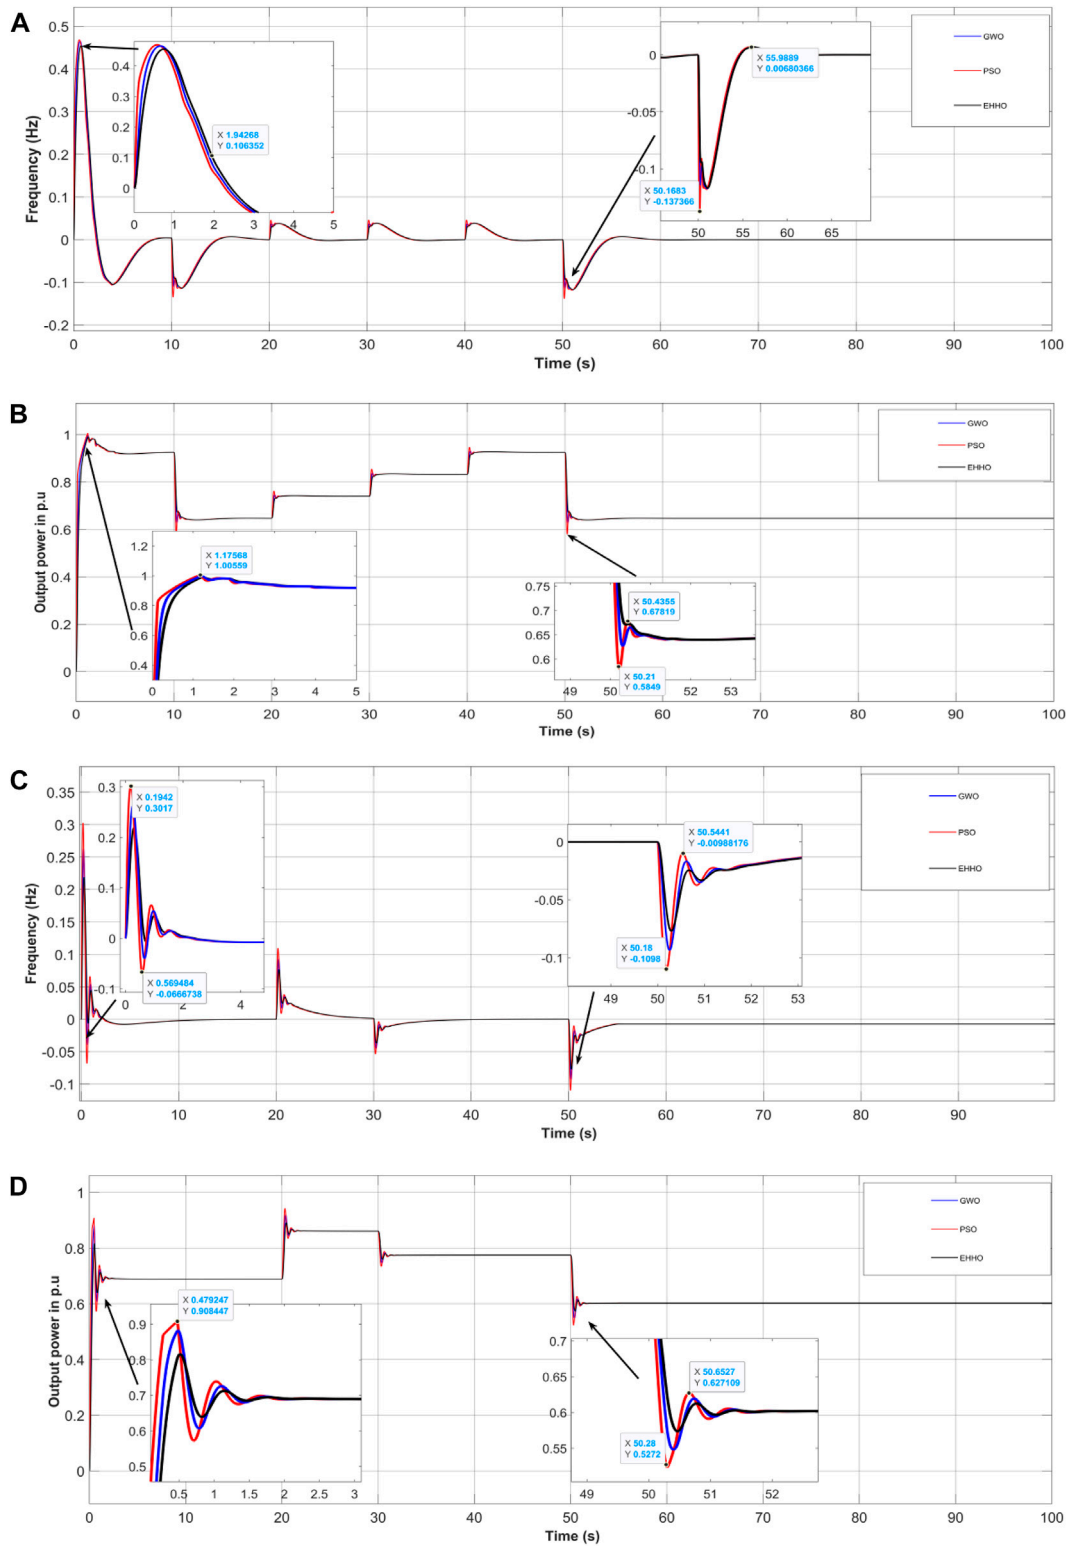 A
Frequency (Hz)
0.5
0.4
0.3
0.2
0.1
0
-0.1
-0.2
0 10 20 30 40 50 60 70 80 90 100
Time (s)
GWO
PSO
EHHO
0.4
0.3
0.2
0.1
0
0 1 2 3 4 5
X 1.94268
Y 0.106352
0
-0.05
-0.1
50 55 60 65
X 55.9889
Y 0.00680366
X 50.1683
Y -0.137366
B
Output power in p.u
1
0.8
0.6
0.4
0.2
0
0 10 20 30 40 50 60 70 80 90 100
Time (s)
GWO
PSO
EHHO
1.2
1
0.8
0.6
0.4
0 1 2 3 4 5
X 1.17568
Y 1.00559
0.75
0.7
0.65
0.6
49 50 52 53
X 50.4355
Y 0.67819
X 50.21
Y 0.5849
C
Frequency (Hz)
0.35
0.3
0.25
0.2
0.15
0.1
0.05
0
-0.05
-0.1
0 10 20 30 40 50 60 70 80 90
Time (s)
GWO
PSO
EHHO
0.3
0.2
0.1
0
-0.1
0 2 4
X 0.1942
Y 0.3017
X 0.569484
Y -0.0666738
0
-0.05
-0.1
49 50 51 52 53
X 50.5441
Y -0.00988176
X 50.18
Y -0.1098
D
Output power in p.u
1
0.8
0.6
0.4
0.2
0
0 10 20 30 40 50 60 70 80 90 100
Time (s)
GWO
PSO
EHHO
0.9
0.8
0.7
0.6
0.5
0.5 1 1.5 2 2.5 3
X 0.479247
Y 0.908447
0.7
0.65
0.6
0.55
49 50 51 52
X 50.6527
Y 0.627109
X 50.28
Y 0.5272